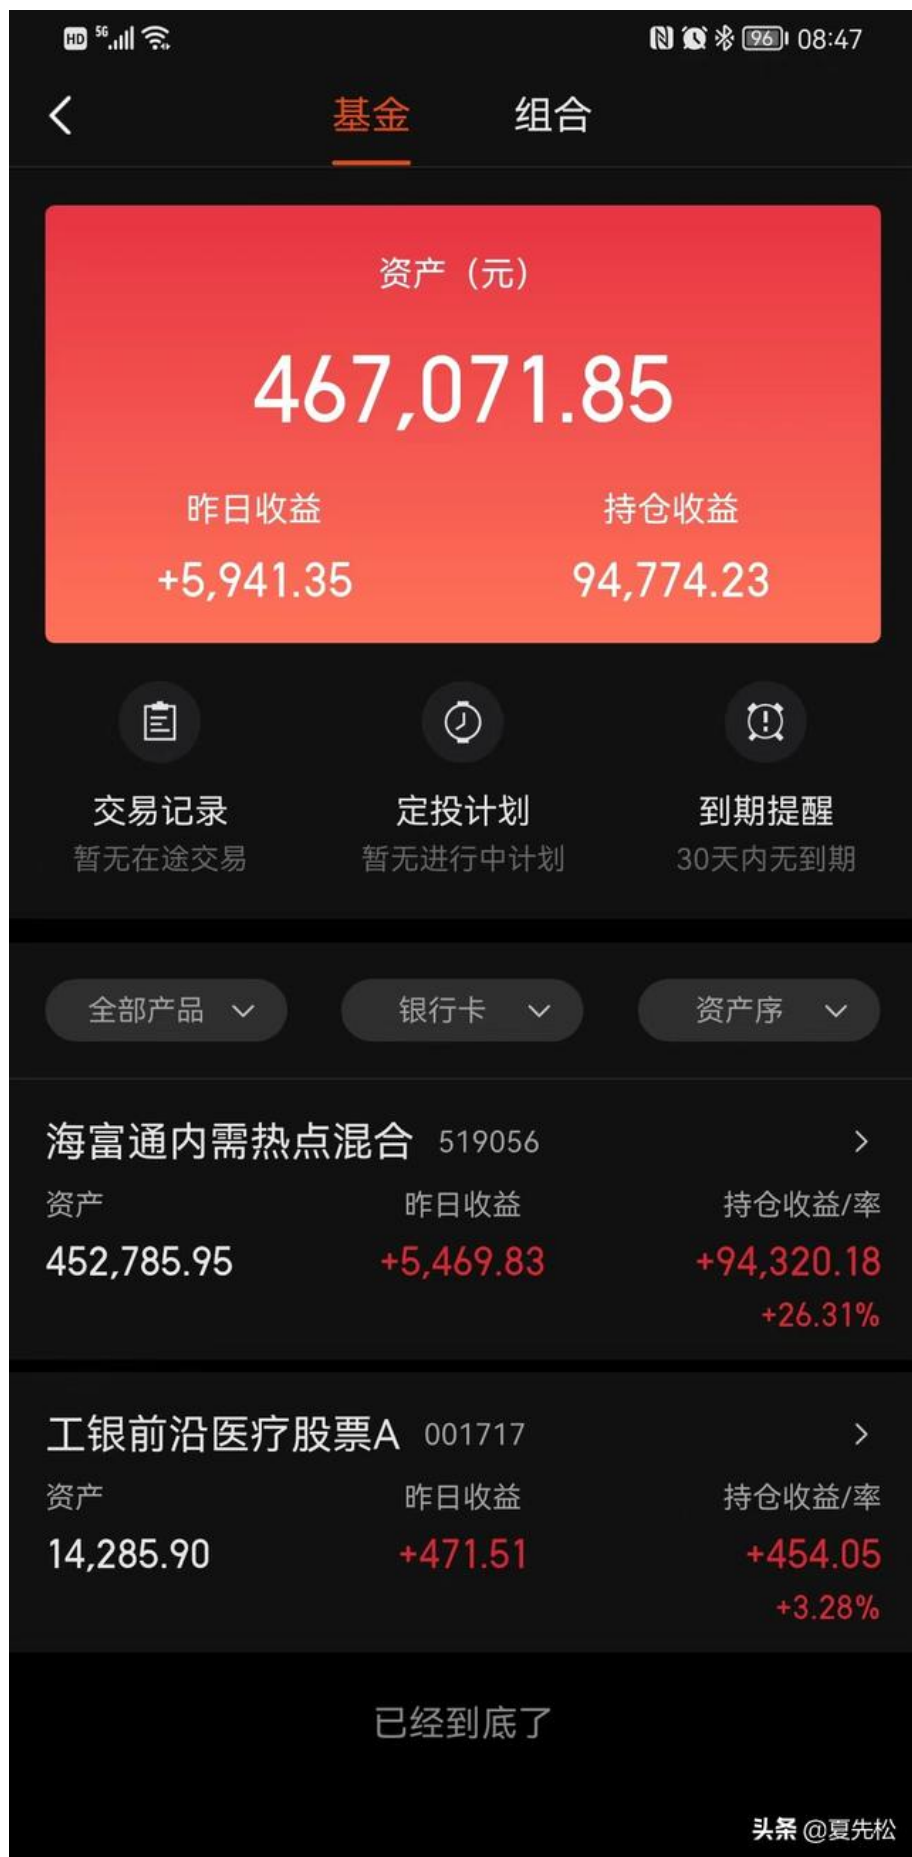 HD 5G 96 08:47
基金 组合
资产（元）
467,071.85
昨日收益 持仓收益
+5,941.35 94,774.23
交易记录 定投计划 到期提醒
暂无在途交易 暂无进行中计划 30天内无到期
全部产品 银行卡 资产序
海富通内需热点混合 519056
资产 昨日收益 持仓收益/率
452,785.95 +5,469.83 +94,320.18
+26.31%
工银前沿医疗股票A 001717
资产 昨日收益 持仓收益/率
14,285.90 +471.51 +454.05
+3.28%
已经到底了
头条 @夏先松